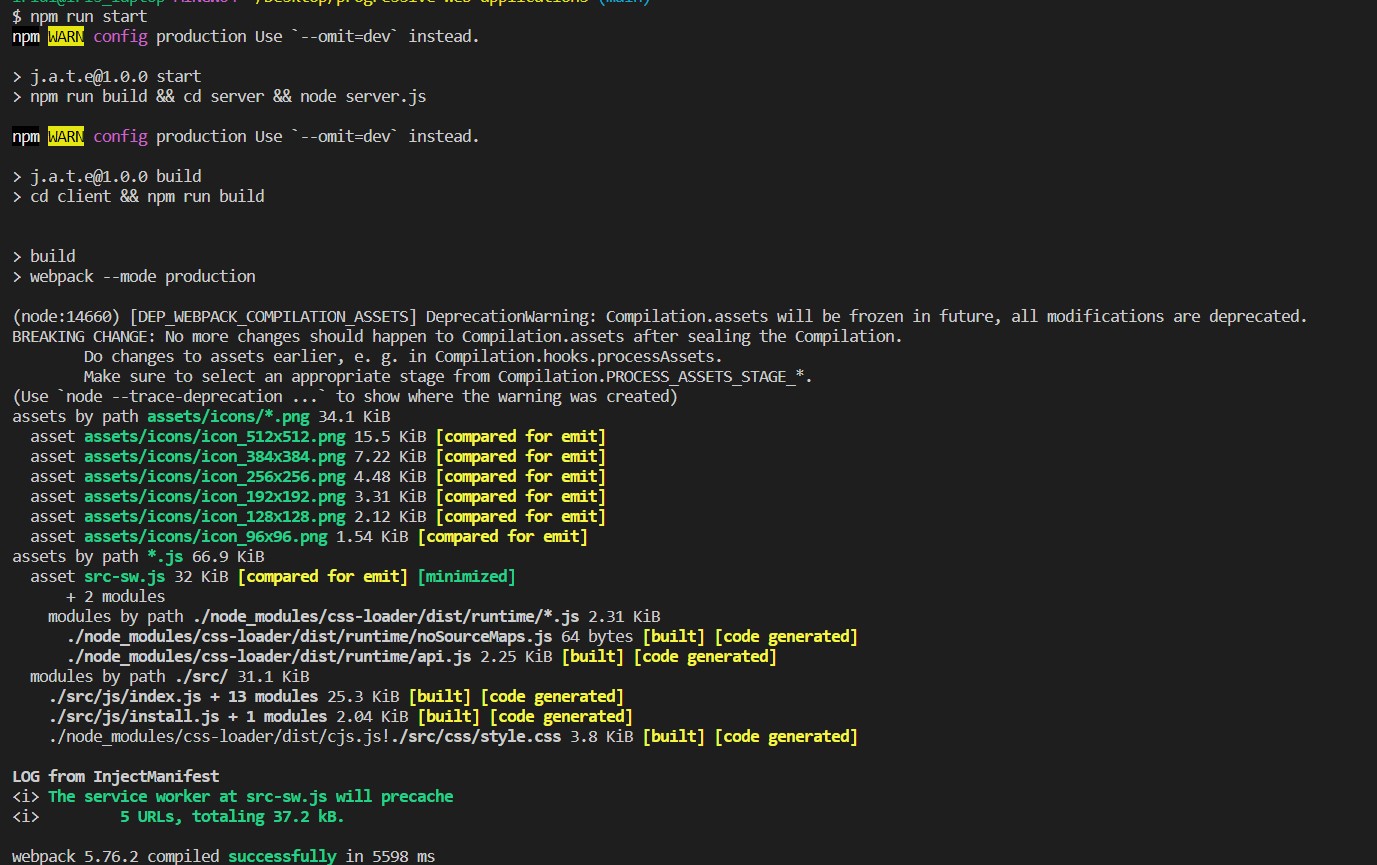 $ npm run start
npm WARN config production Use `--omit=dev` instead.
> j.a.t.e@1.0.0 start
> npm run build && cd server && node server.js
npm WARN config production Use `--omit=dev` instead.
> j.a.t.e@1.0.0 build
> cd client && npm run build
> build
> webpack --mode production
(node:14660) [DEP_WEBPACK_COMPILATION_ASSETS] DeprecationWarning: Compilation.assets will be frozen in future, all modifications are deprecated.
BREAKING CHANGE: No more changes should happen to Compilation.assets after sealing the Compilation.
        Do changes to assets earlier, e. g. in Compilation.hooks.processAssets.
        Make sure to select an appropriate stage from Compilation.PROCESS_ASSETS_STAGE_*.
(Use `node --trace-deprecation ...` to show where the warning was created)
assets by path assets/icons/*.png 34.1 KiB
  asset assets/icons/icon_512x512.png 15.5 KiB [compared for emit]
  asset assets/icons/icon_384x384.png 7.22 KiB [compared for emit]
  asset assets/icons/icon_256x256.png 4.48 KiB [compared for emit]
  asset assets/icons/icon_192x192.png 3.31 KiB [compared for emit]
  asset assets/icons/icon_128x128.png 2.12 KiB [compared for emit]
  asset assets/icons/icon_96x96.png 1.54 KiB [compared for emit]
assets by path *.js 66.9 KiB
  asset src-sw.js 32 KiB [compared for emit] [minimized]
      + 2 modules
    modules by path ./node_modules/css-loader/dist/runtime/*.js 2.31 KiB
      ./node_modules/css-loader/dist/runtime/noSourceMaps.js 64 bytes [built] [code generated]
      ./node_modules/css-loader/dist/runtime/api.js 2.25 KiB [built] [code generated]
  modules by path ./src/ 31.1 KiB
    ./src/js/index.js + 13 modules 25.3 KiB [built] [code generated]
    ./src/js/install.js + 1 modules 2.04 KiB [built] [code generated]
    ./node_modules/css-loader/dist/cjs.js!./src/css/style.css 3.8 KiB [built] [code generated]
LOG from InjectManifest
<i> The service worker at src-sw.js will precache
<i>         5 URLs, totaling 37.2 kB.
webpack 5.76.2 compiled successfully in 5598 ms